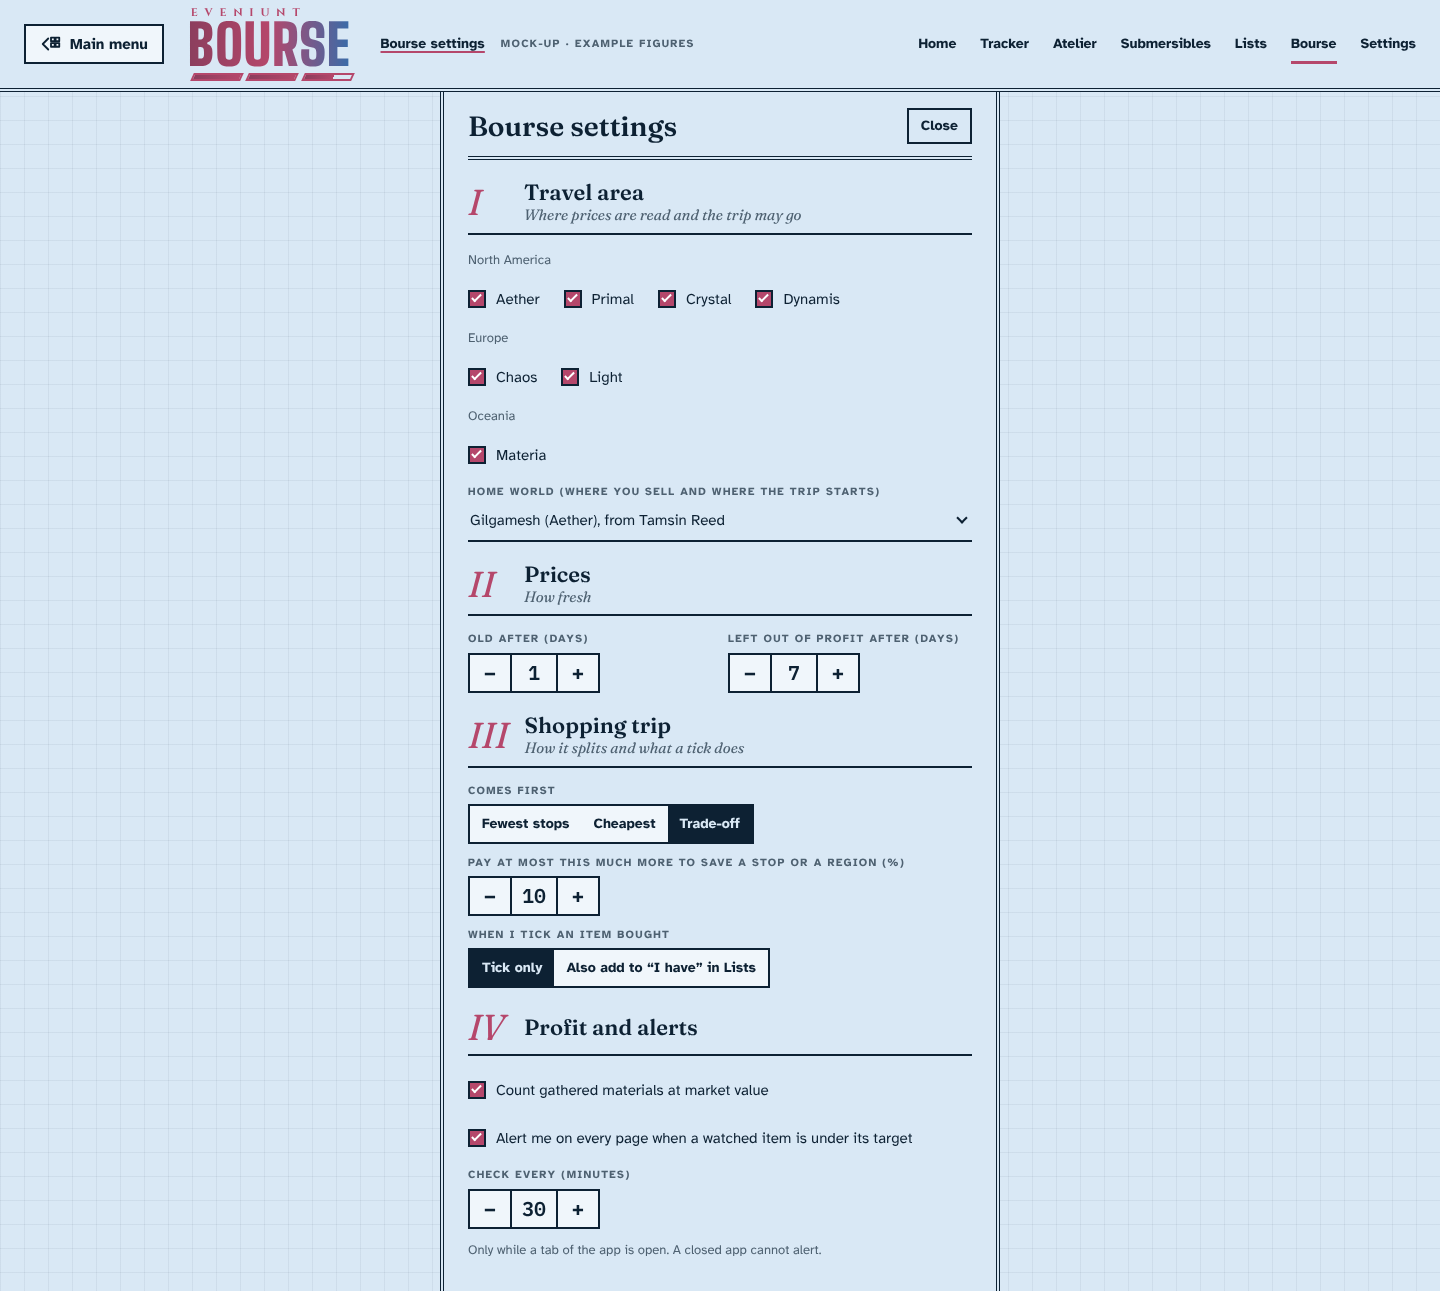 Main menu
EVENIUNT
BOURSE
Bourse settings
MOCK-UP · EXAMPLE FIGURES
Home
Tracker
Atelier
Submersibles
Lists
Bourse
Settings
Bourse settings
Close
I
Travel area
Where prices are read and the trip may go
North America
Aether
Primal
Crystal
Dynamis
Europe
Chaos
Light
Oceania
Materia
HOME WORLD (WHERE YOU SELL AND WHERE THE TRIP STARTS)
Gilgamesh (Aether), from Tamsin Reed
II
Prices
How fresh
OLD AFTER (DAYS)
LEFT OUT OF PROFIT AFTER (DAYS)
− 1 +
− 7 +
III
Shopping trip
How it splits and what a tick does
COMES FIRST
Fewest stops
Cheapest
Trade-off
PAY AT MOST THIS MUCH MORE TO SAVE A STOP OR A REGION (%)
− 10 +
WHEN I TICK AN ITEM BOUGHT
Tick only
Also add to “I have” in Lists
IV
Profit and alerts
Count gathered materials at market value
Alert me on every page when a watched item is under its target
CHECK EVERY (MINUTES)
− 30 +
Only while a tab of the app is open. A closed app cannot alert.